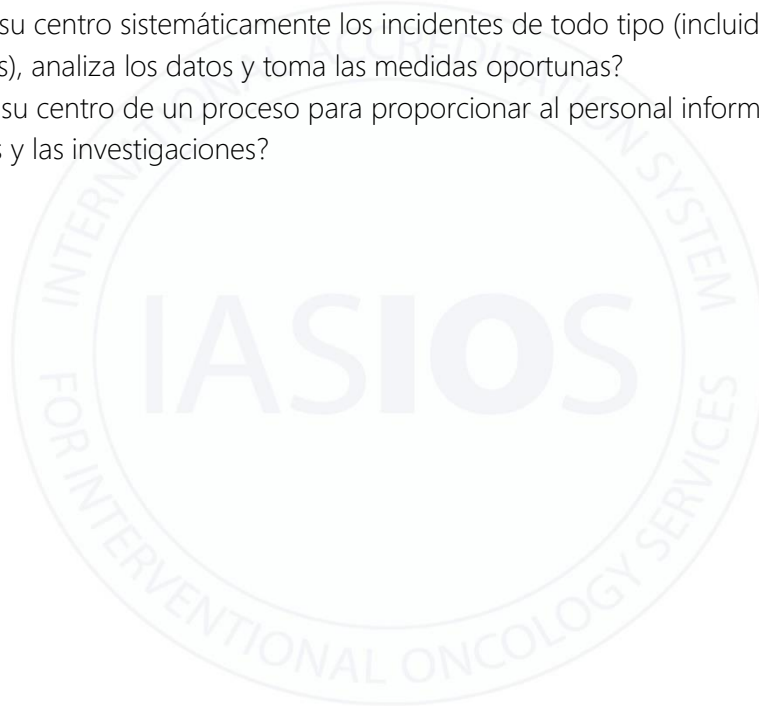 su centro sistemáticamente los incidentes de todo tipo (incluid
s), analiza los datos y toma las medidas oportunas?
su centro de un proceso para proporcionar al personal inform
s y las investigaciones?
INTERNATIONAL ACCREDITATION SYSTEM
IASIOS
FOR INTERVENTIONAL ONCOLOGY SERVICES